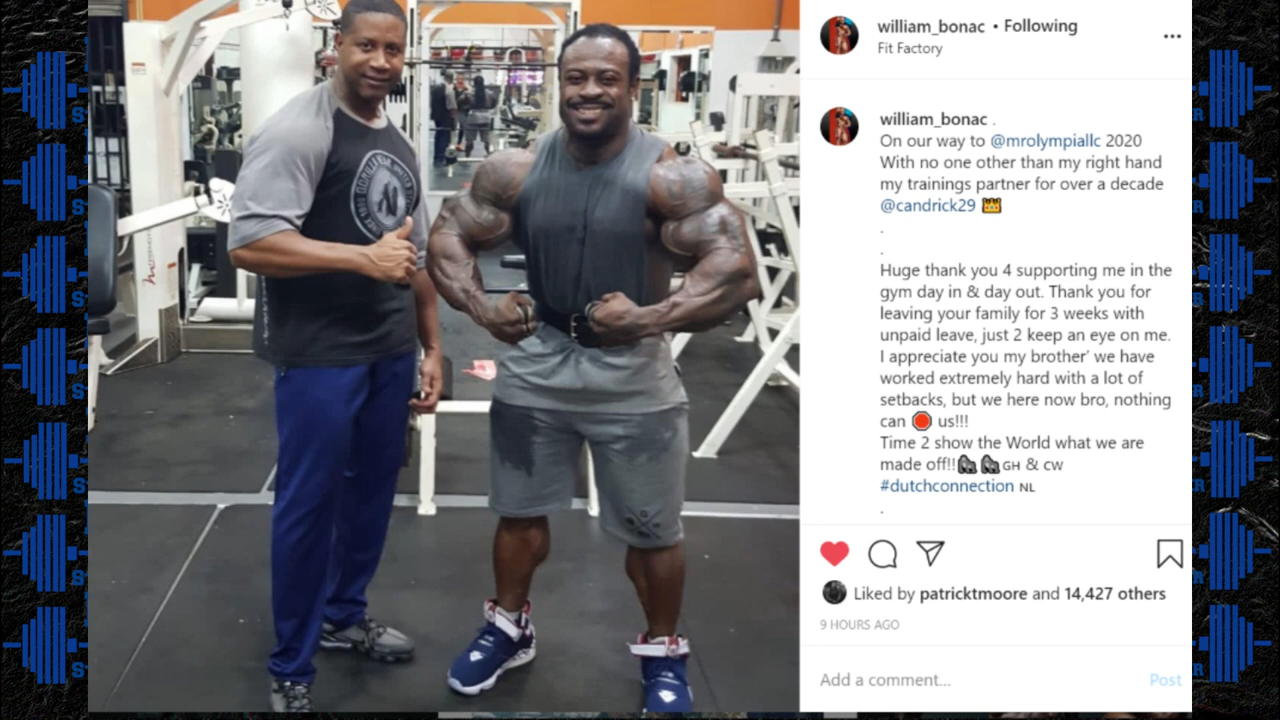 william_bonac • Following
Fit Factory
william_bonac .
On our way to @mrolympiallc 2020
With no one other than my right hand
my trainings partner for over a decade
@candrick29 👑
.
.
Huge thank you 4 supporting me in the
gym day in & day out. Thank you for
leaving your family for 3 weeks with
unpaid leave, just 2 keep an eye on me.
I appreciate you my brother’ we have
worked extremely hard with a lot of
setbacks, but we here now bro, nothing
can 🛑 us!!!
Time 2 show the World what we are
made off!!🦍🦍GH & CW
#dutchconnection NL
.
Liked by patricktmoore and 14,427 others
9 HOURS AGO
Add a comment...
Post